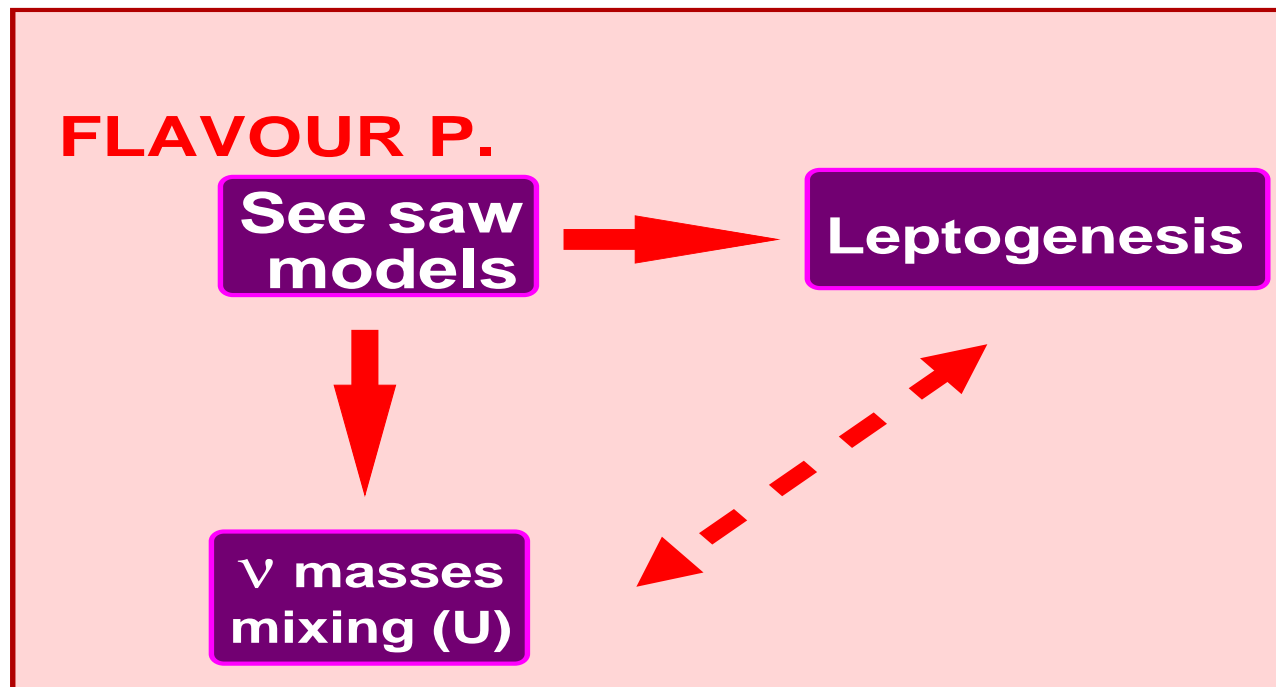 FLAVOUR P.
See saw
models
Leptogenesis
ν masses
mixing (U)